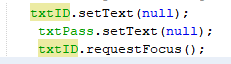 txtID.setText(null);
txtPass.setText(null);
txtID.requestFocus();